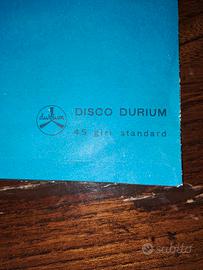 DISCO DURIUM
durium
45 giri standard
subito